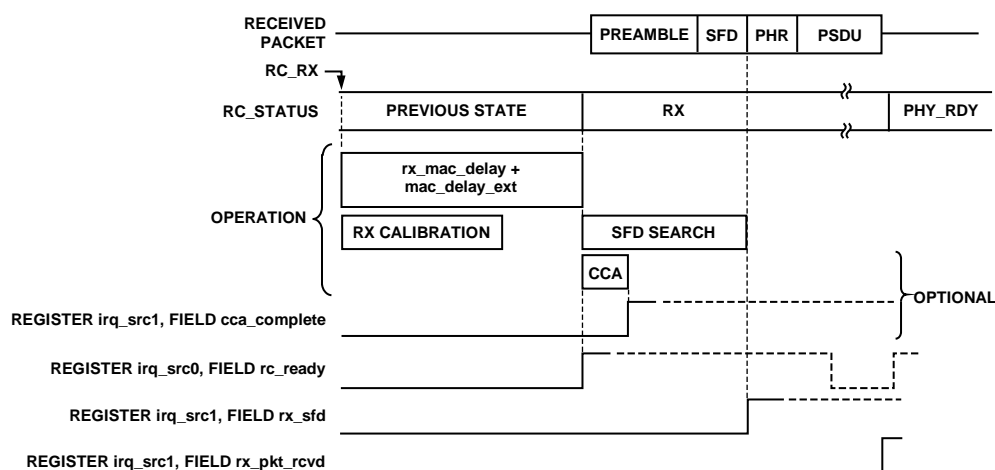 RECEIVED
PACKET
PREAMBLE SFD PHR PSDU
RC_RX
RC_STATUS PREVIOUS STATE RX PHY_RDY
rx_mac_delay +
mac_delay_ext
OPERATION
RX CALIBRATION SFD SEARCH
CCA
OPTIONAL
REGISTER irq_src1, FIELD cca_complete
REGISTER irq_src0, FIELD rc_ready
REGISTER irq_src1, FIELD rx_sfd
REGISTER irq_src1, FIELD rx_pkt_rcvd